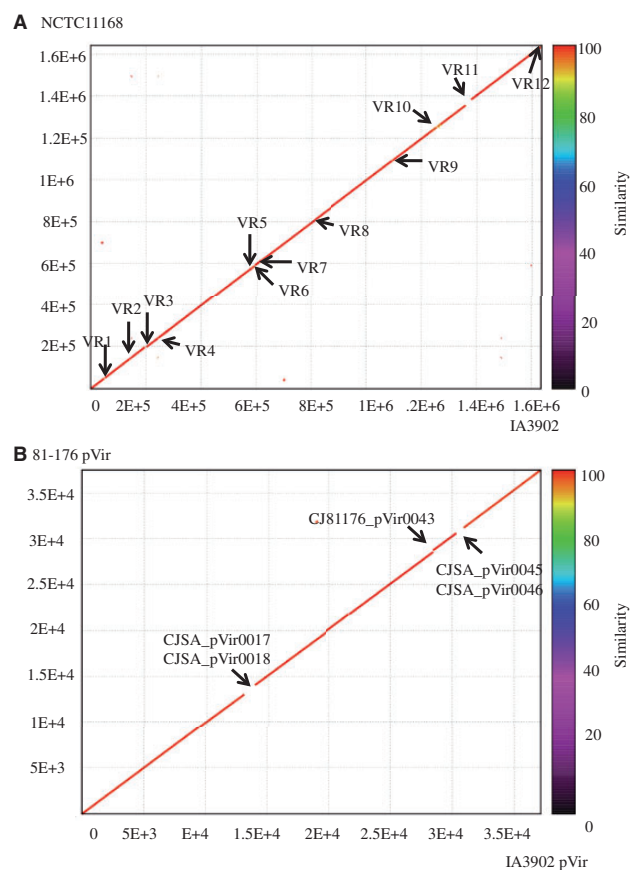 A NCTC11168
1.6E+6
1.4E+6
1.2E+5
1E+6
8E+5
6E+5
4E+5
2E+5
VR1
VR2
VR3
VR4
VR5
VR6
VR7
VR8
VR9
VR10
VR11
VR12
0 2E+5 4E+5 6E+5 8E+5 1E+6 .2E+6 1.4E+6 1.6E+6
IA3902
100
80
60
40
20
0
Similarity
B 81-176 pVir
3.5E+4
3E+4
2.5E+4
2E+4
1.5E+4
1E+4
5E+3
CJ81176_pVir0043
CJSA_pVir0045
CJSA_pVir0046
CJSA_pVir0017
CJSA_pVir0018
0 5E+3 1E+4 1.5E+4 2E+4 2.5E+4 3E+4 3.5E+4
IA3902 pVir
100
80
60
40
20
0
Similarity